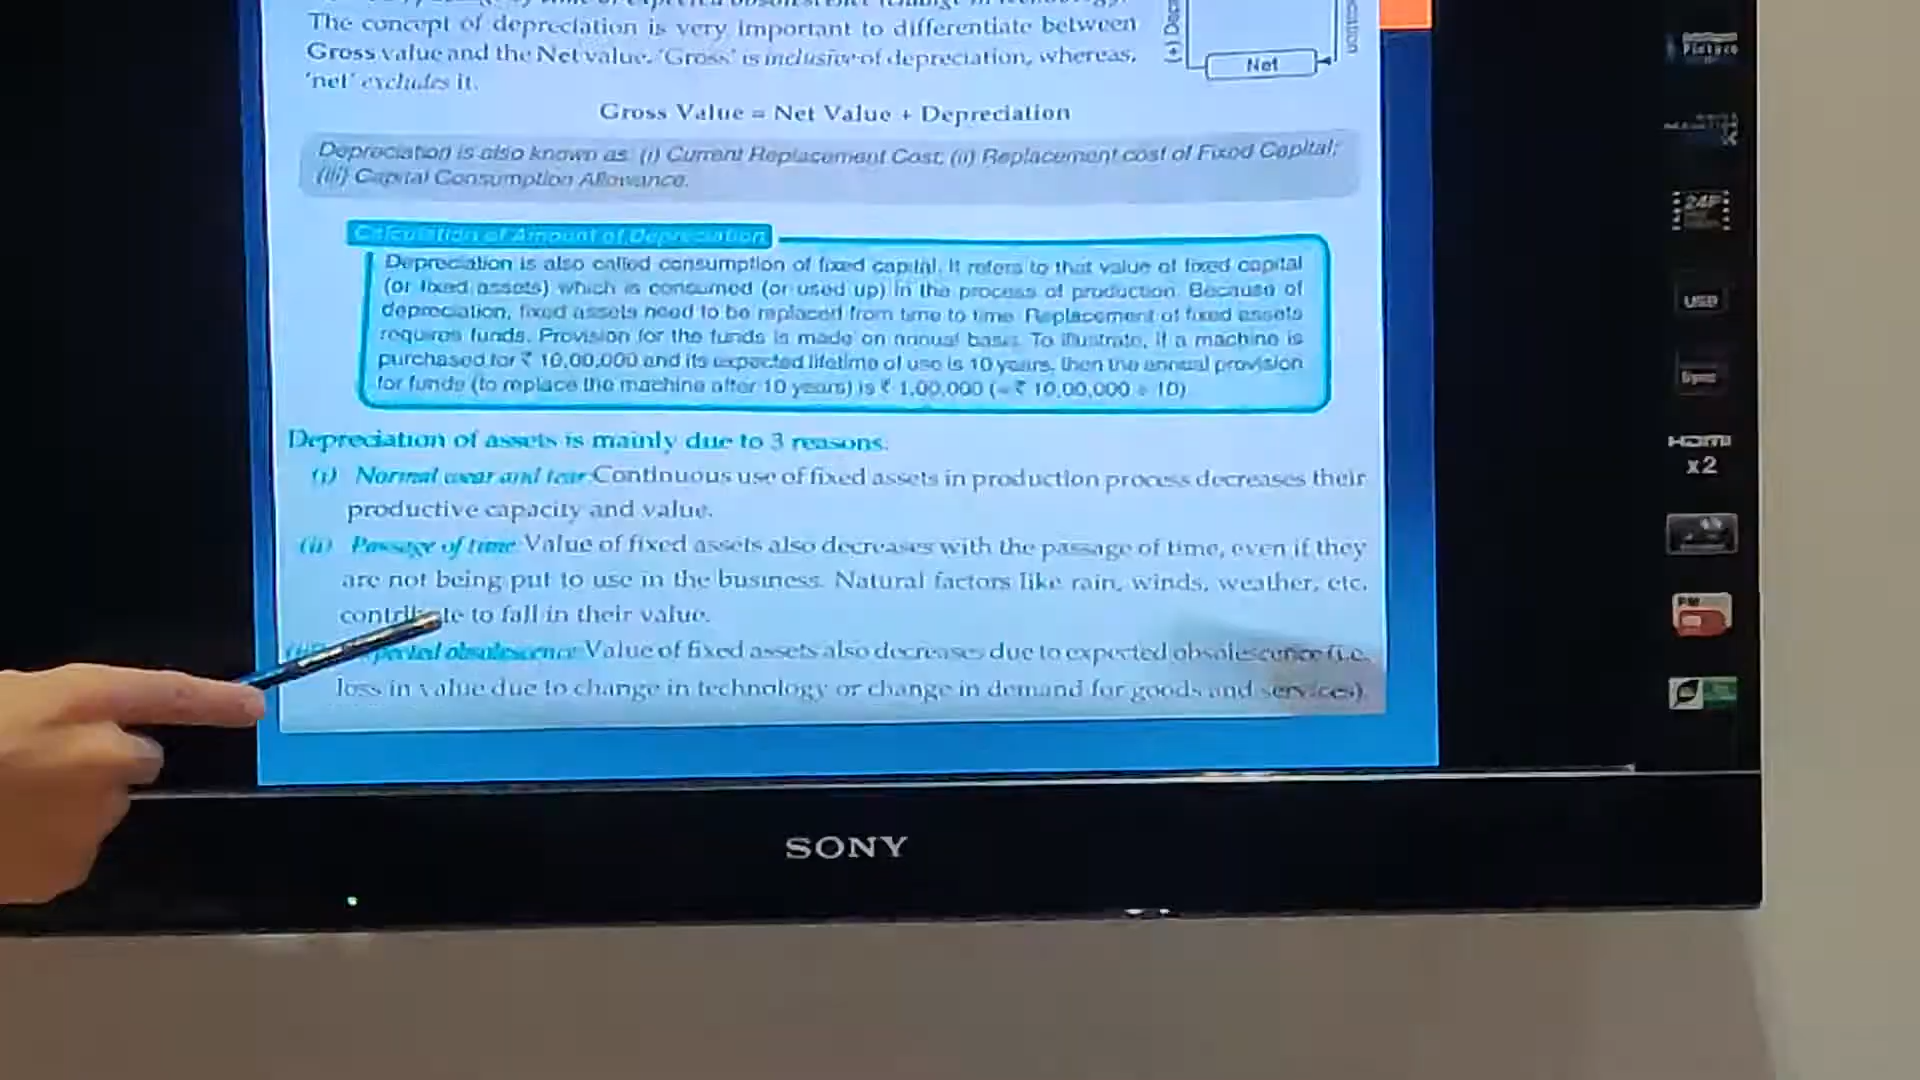 The concept of depreciation is very important to differentiate between
Gross value and the Net value. 'Gross' is inclusive of depreciation, whereas,
'net' excludes it.
Net
Gross Value = Net Value + Depreciation
Depreciation is also known as: (i) Current Replacement Cost; (ii) Replacement cost of Fixed Capital;
(iii) Capital Consumption Allowance.
Calculation of Amount of Depreciation
Depreciation is also called consumption of fixed capital. It refers to that value of fixed capital
(or fixed assets) which is consumed (or used up) in the process of production. Because of
depreciation, fixed assets need to be replaced from time to time. Replacement of fixed assets
requires funds. Provision for the funds is made on annual basis. To illustrate, if a machine is
purchased for ₹ 10,00,000 and its expected lifetime of use is 10 years, then the annual provision
for funds (to replace the machine after 10 years) is ₹ 1,00,000 (= ₹ 10,00,000 ÷ 10)
Depreciation of assets is mainly due to 3 reasons.
(i) Normal wear and tear Continuous use of fixed assets in production process decreases their
productive capacity and value.
(ii) Passage of time Value of fixed assets also decreases with the passage of time, even if they
are not being put to use in the business. Natural factors like rain, winds, weather, etc.
contribute to fall in their value.
obsolescence Value of fixed assets also decreases due to expected obsolescence (i.e.
loss in value due to change in technology or change in demand for goods and services).
SONY
24P
USB
Sync
HDMI
x2